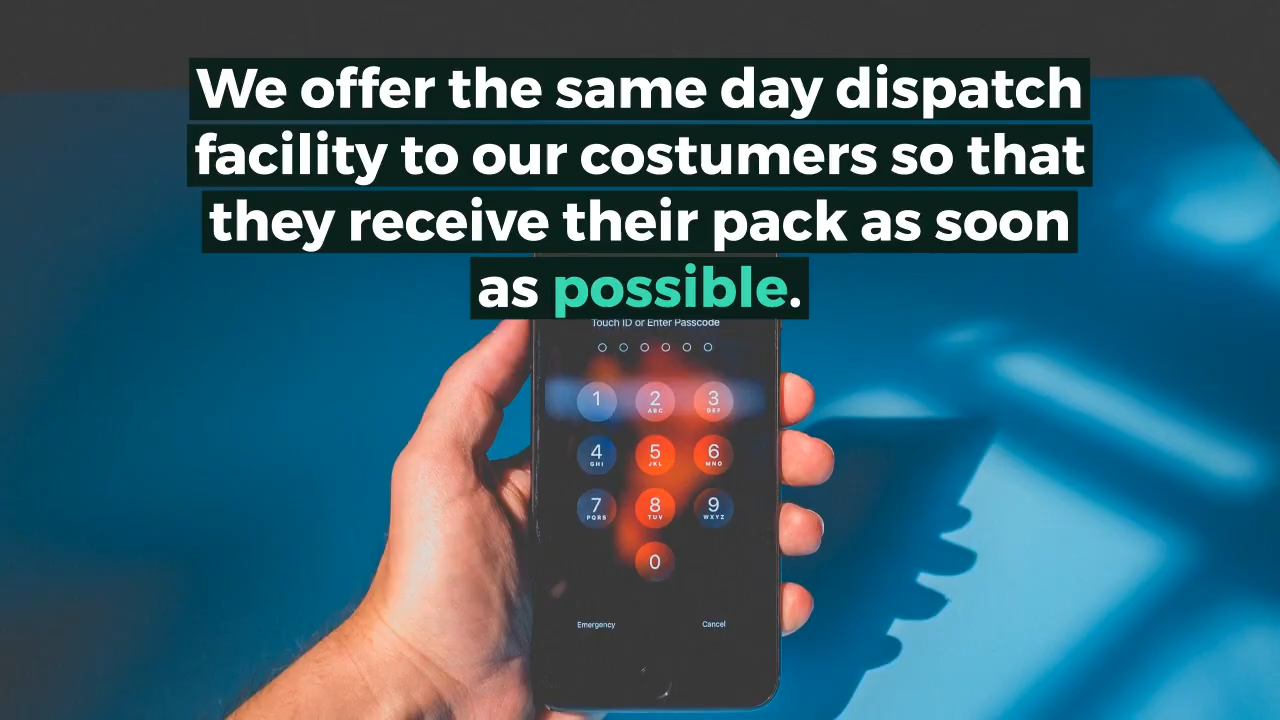 We offer the same day dispatch
facility to our costumers so that
they receive their pack as soon
as possible.
Touch ID or Enter Passcode
1 2 3
ABC DEF
4 5 6
GHI JKL MNO
7 8 9
PQRS TUV WXYZ
0
Emergency Cancel